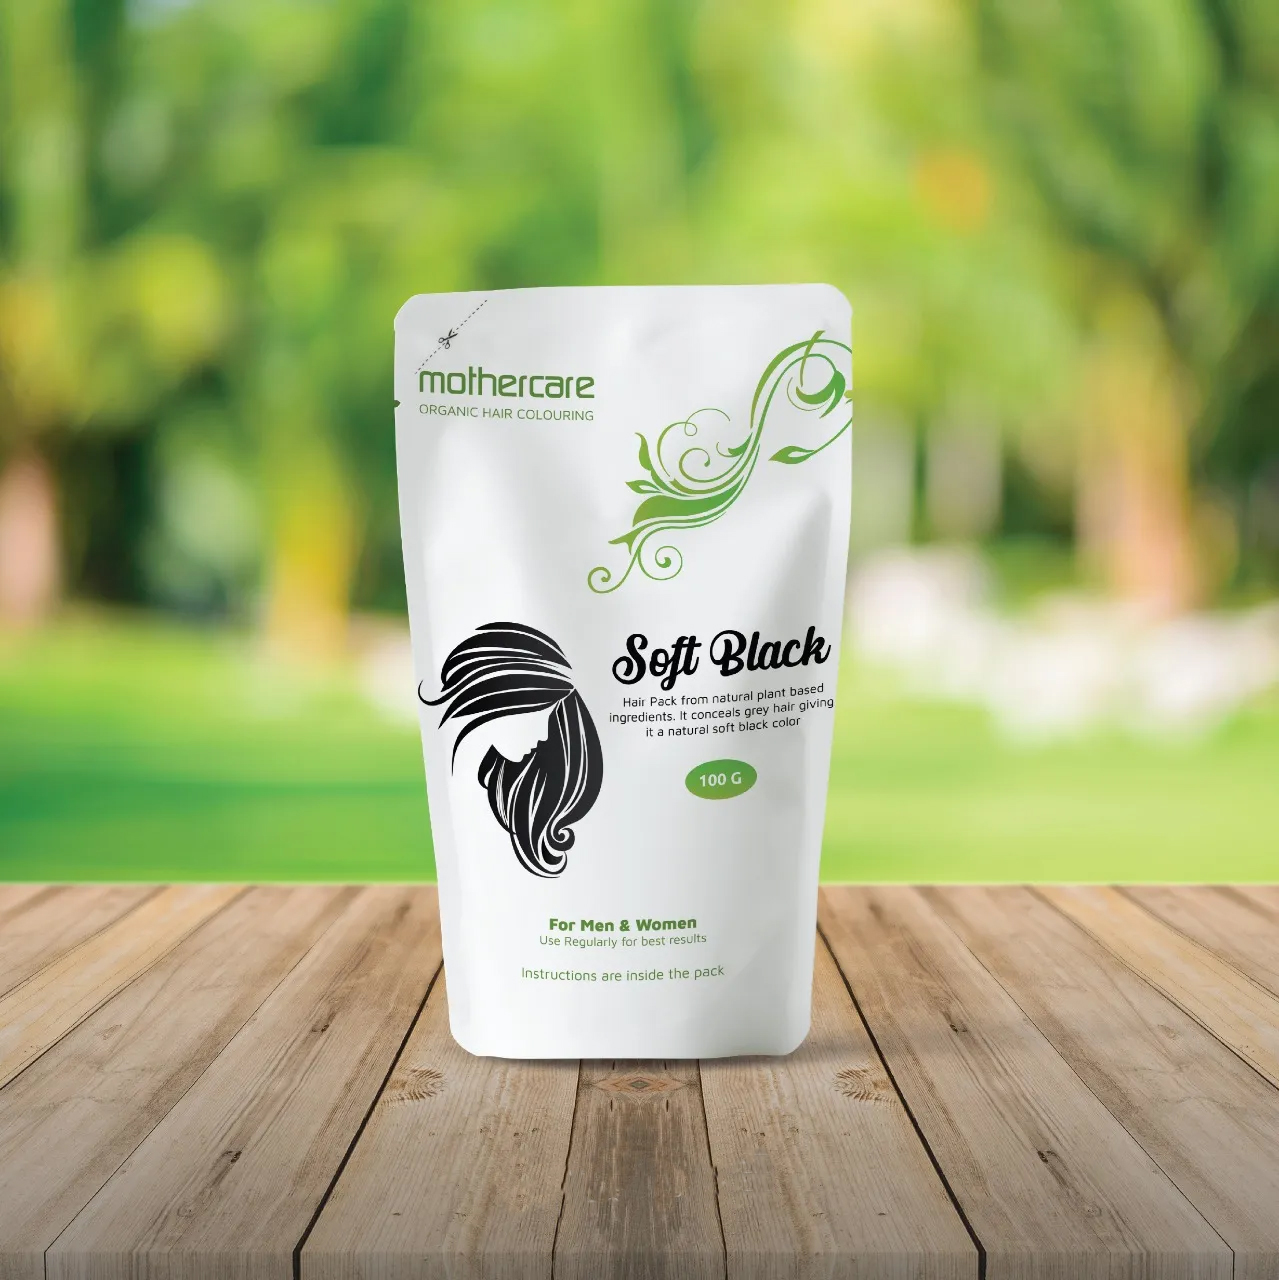 mothercare
ORGANIC HAIR COLOURING
Soft Black
Hair Pack from natural plant based
ingredients. It conceals grey hair giving
it a natural soft black color
100 G
For Men & Women
Use Regularly for best results
Instructions are inside the pack